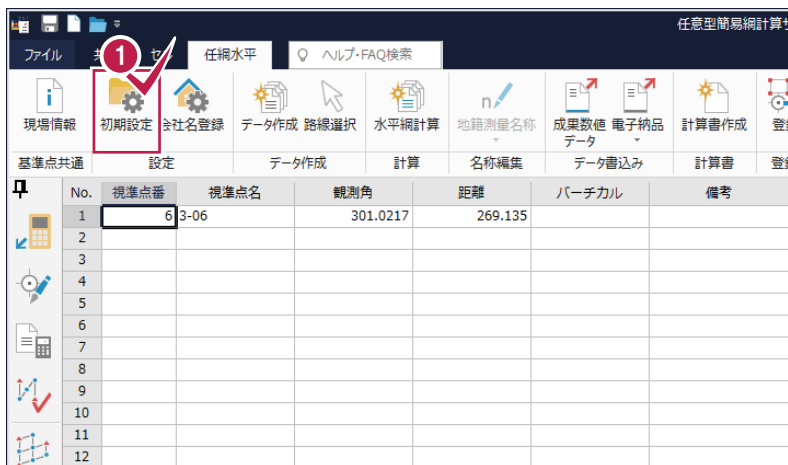 任意型簡易網計算サ
ファイル 1 任網水平 ヘルプ・FAQ検索
現場情報 初期設定 会社名登録 データ作成 路線選択 水平網計算 地籍測量名称 成果数値データ 電子納品 計算書作成
基準点共通 設定 データ作成 計算 名称編集 データ書込み 計算書
No. 視準点番 視準点名 観測角 距離 バーチカル 備考
1 6 3-06 301.0217 269.135
2
3
4
5
6
7
8
9
10
11
12